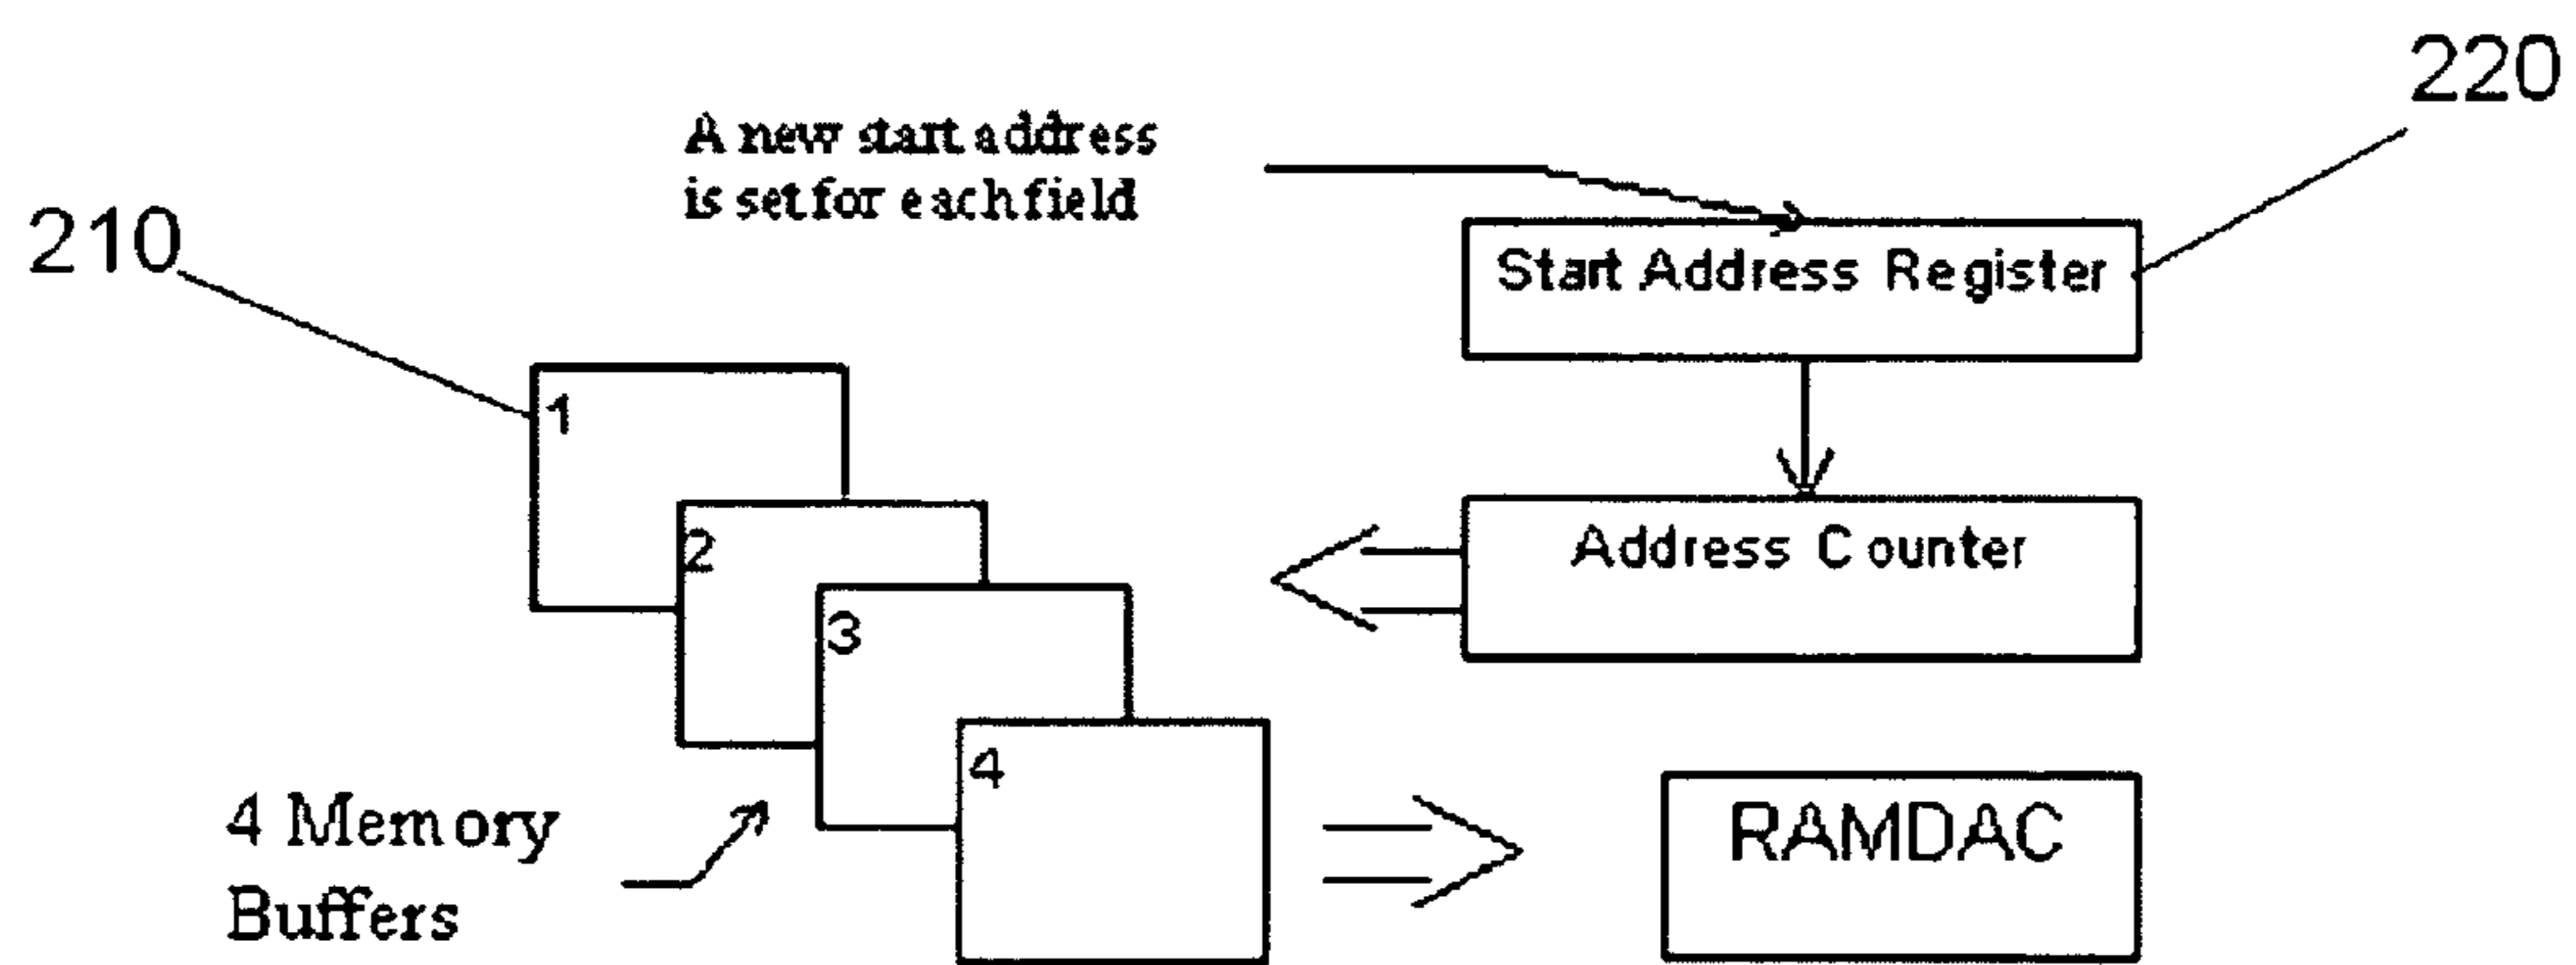 220
A new start address
is set for each field
210
Start Address Register
1
2
Address Counter
3
4
4 Memory
Buffers
RAMDAC